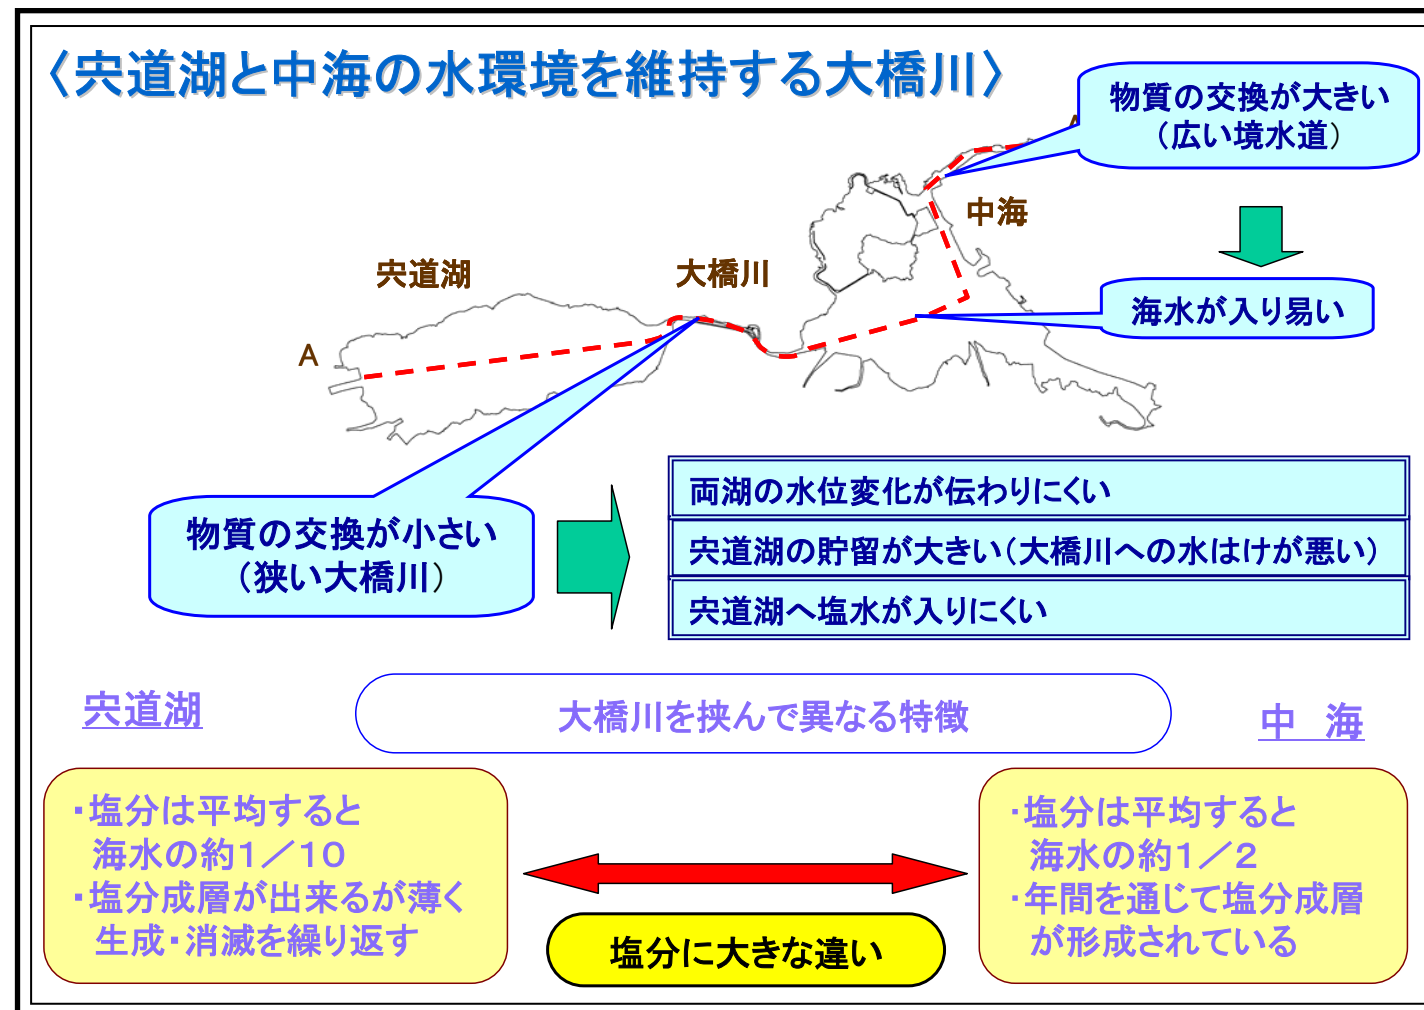 〈宍道湖と中海の水環境を維持する大橋川〉
物質の交換が大きい
（広い境水道）
中海
宍道湖
大橋川
海水が入り易い
A
物質の交換が小さい
（狭い大橋川）
両湖の水位変化が伝わりにくい
宍道湖の貯留が大きい（大橋川への水はけが悪い）
宍道湖へ塩水が入りにくい
宍道湖
大橋川を挟んで異なる特徴
中　海
・塩分は平均すると
海水の約１／１０
・塩分成層が出来るが薄く
生成・消滅を繰り返す
・塩分は平均すると
海水の約１／２
・年間を通じて塩分成層
が形成されている
塩分に大きな違い